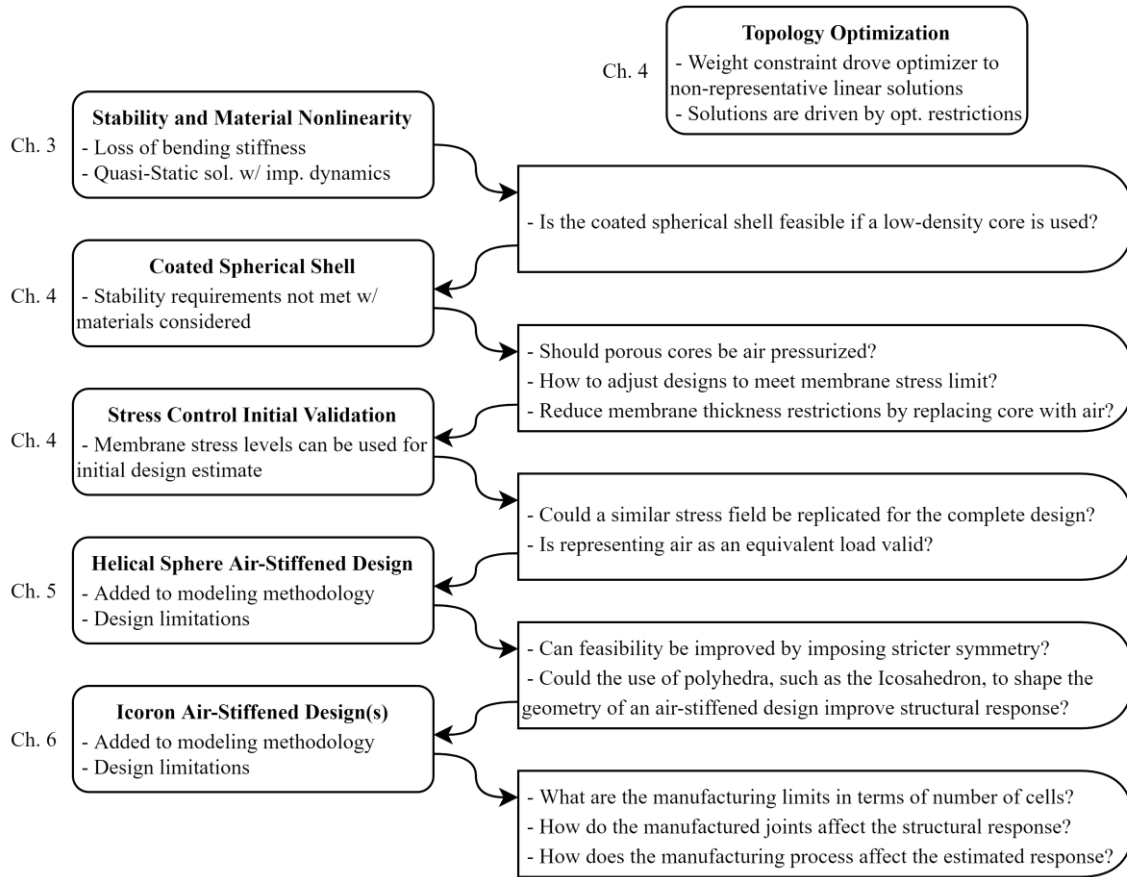 Topology Optimization
Ch. 4
- Weight constraint drove optimizer to
non-representative linear solutions
- Solutions are driven by opt. restrictions
Stability and Material Nonlinearity
Ch. 3
- Loss of bending stiffness
- Quasi-Static sol. w/ imp. dynamics
- Is the coated spherical shell feasible if a low-density core is used?
Coated Spherical Shell
Ch. 4
- Stability requirements not met w/
materials considered
- Should porous cores be air pressurized?
- How to adjust designs to meet membrane stress limit?
- Reduce membrane thickness restrictions by replacing core with air?
Stress Control Initial Validation
Ch. 4
- Membrane stress levels can be used for
initial design estimate
- Could a similar stress field be replicated for the complete design?
- Is representing air as an equivalent load valid?
Helical Sphere Air-Stiffened Design
Ch. 5
- Added to modeling methodology
- Design limitations
- Can feasibility be improved by imposing stricter symmetry?
- Could the use of polyhedra, such as the Icosahedron, to shape the
geometry of an air-stiffened design improve structural response?
Icoron Air-Stiffened Design(s)
Ch. 6
- Added to modeling methodology
- Design limitations
- What are the manufacturing limits in terms of number of cells?
- How do the manufactured joints affect the structural response?
- How does the manufacturing process affect the estimated response?